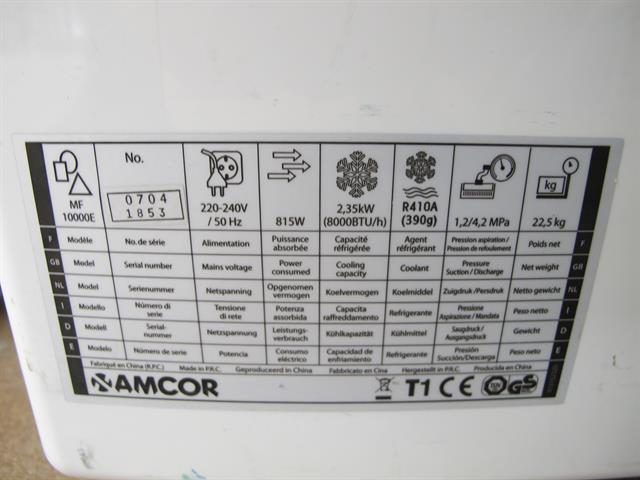 MF
10000E
No.
0704
1853
220-240V
/ 50 Hz
815W
2,35kW
(8000BTU/h)
R410A
(390g)
1,2/4,2 MPa
kg
22,5 kg
F Modèle No. de série Alimentation Puissance absorbée Capacité réfrigérée Agent réfrigérant Pression aspiration / Pression de refoulement Poids net F
GB Model Serial number Mains voltage Power consumed Cooling capacity Coolant Pressure Suction / Discharge Net weight GB
NL Model Serienummer Netspanning Opgenomen vermogen Koelvermogen Koelmiddel Zuigdruk/Persdruk Netto gewicht NL
I Modello Número di serie Tensione di rete Potenza assorbida Capacita raffreddamento Refrigerante Pressione Aspirazione / Mandata Peso netto I
D Modell Serial-nummer Netzspannung Leistungs-verbrauch Kühlkapazität Kühlmittel Saugdruck/ Ausgangsdruck Gewicht D
E Modelo Número de serie Potencia Consumo eléctrico Capacidad de enfriamiento Refrigerante Presión Succión/Descarca Peso neto E
Fabriqué en China (R.P.C.) Made in P.R.C. Geproduceerd in China Fabbricato en Cina Hergestellt in P.R.C. Producida en China
AMCOR T1 CE TÜV GS